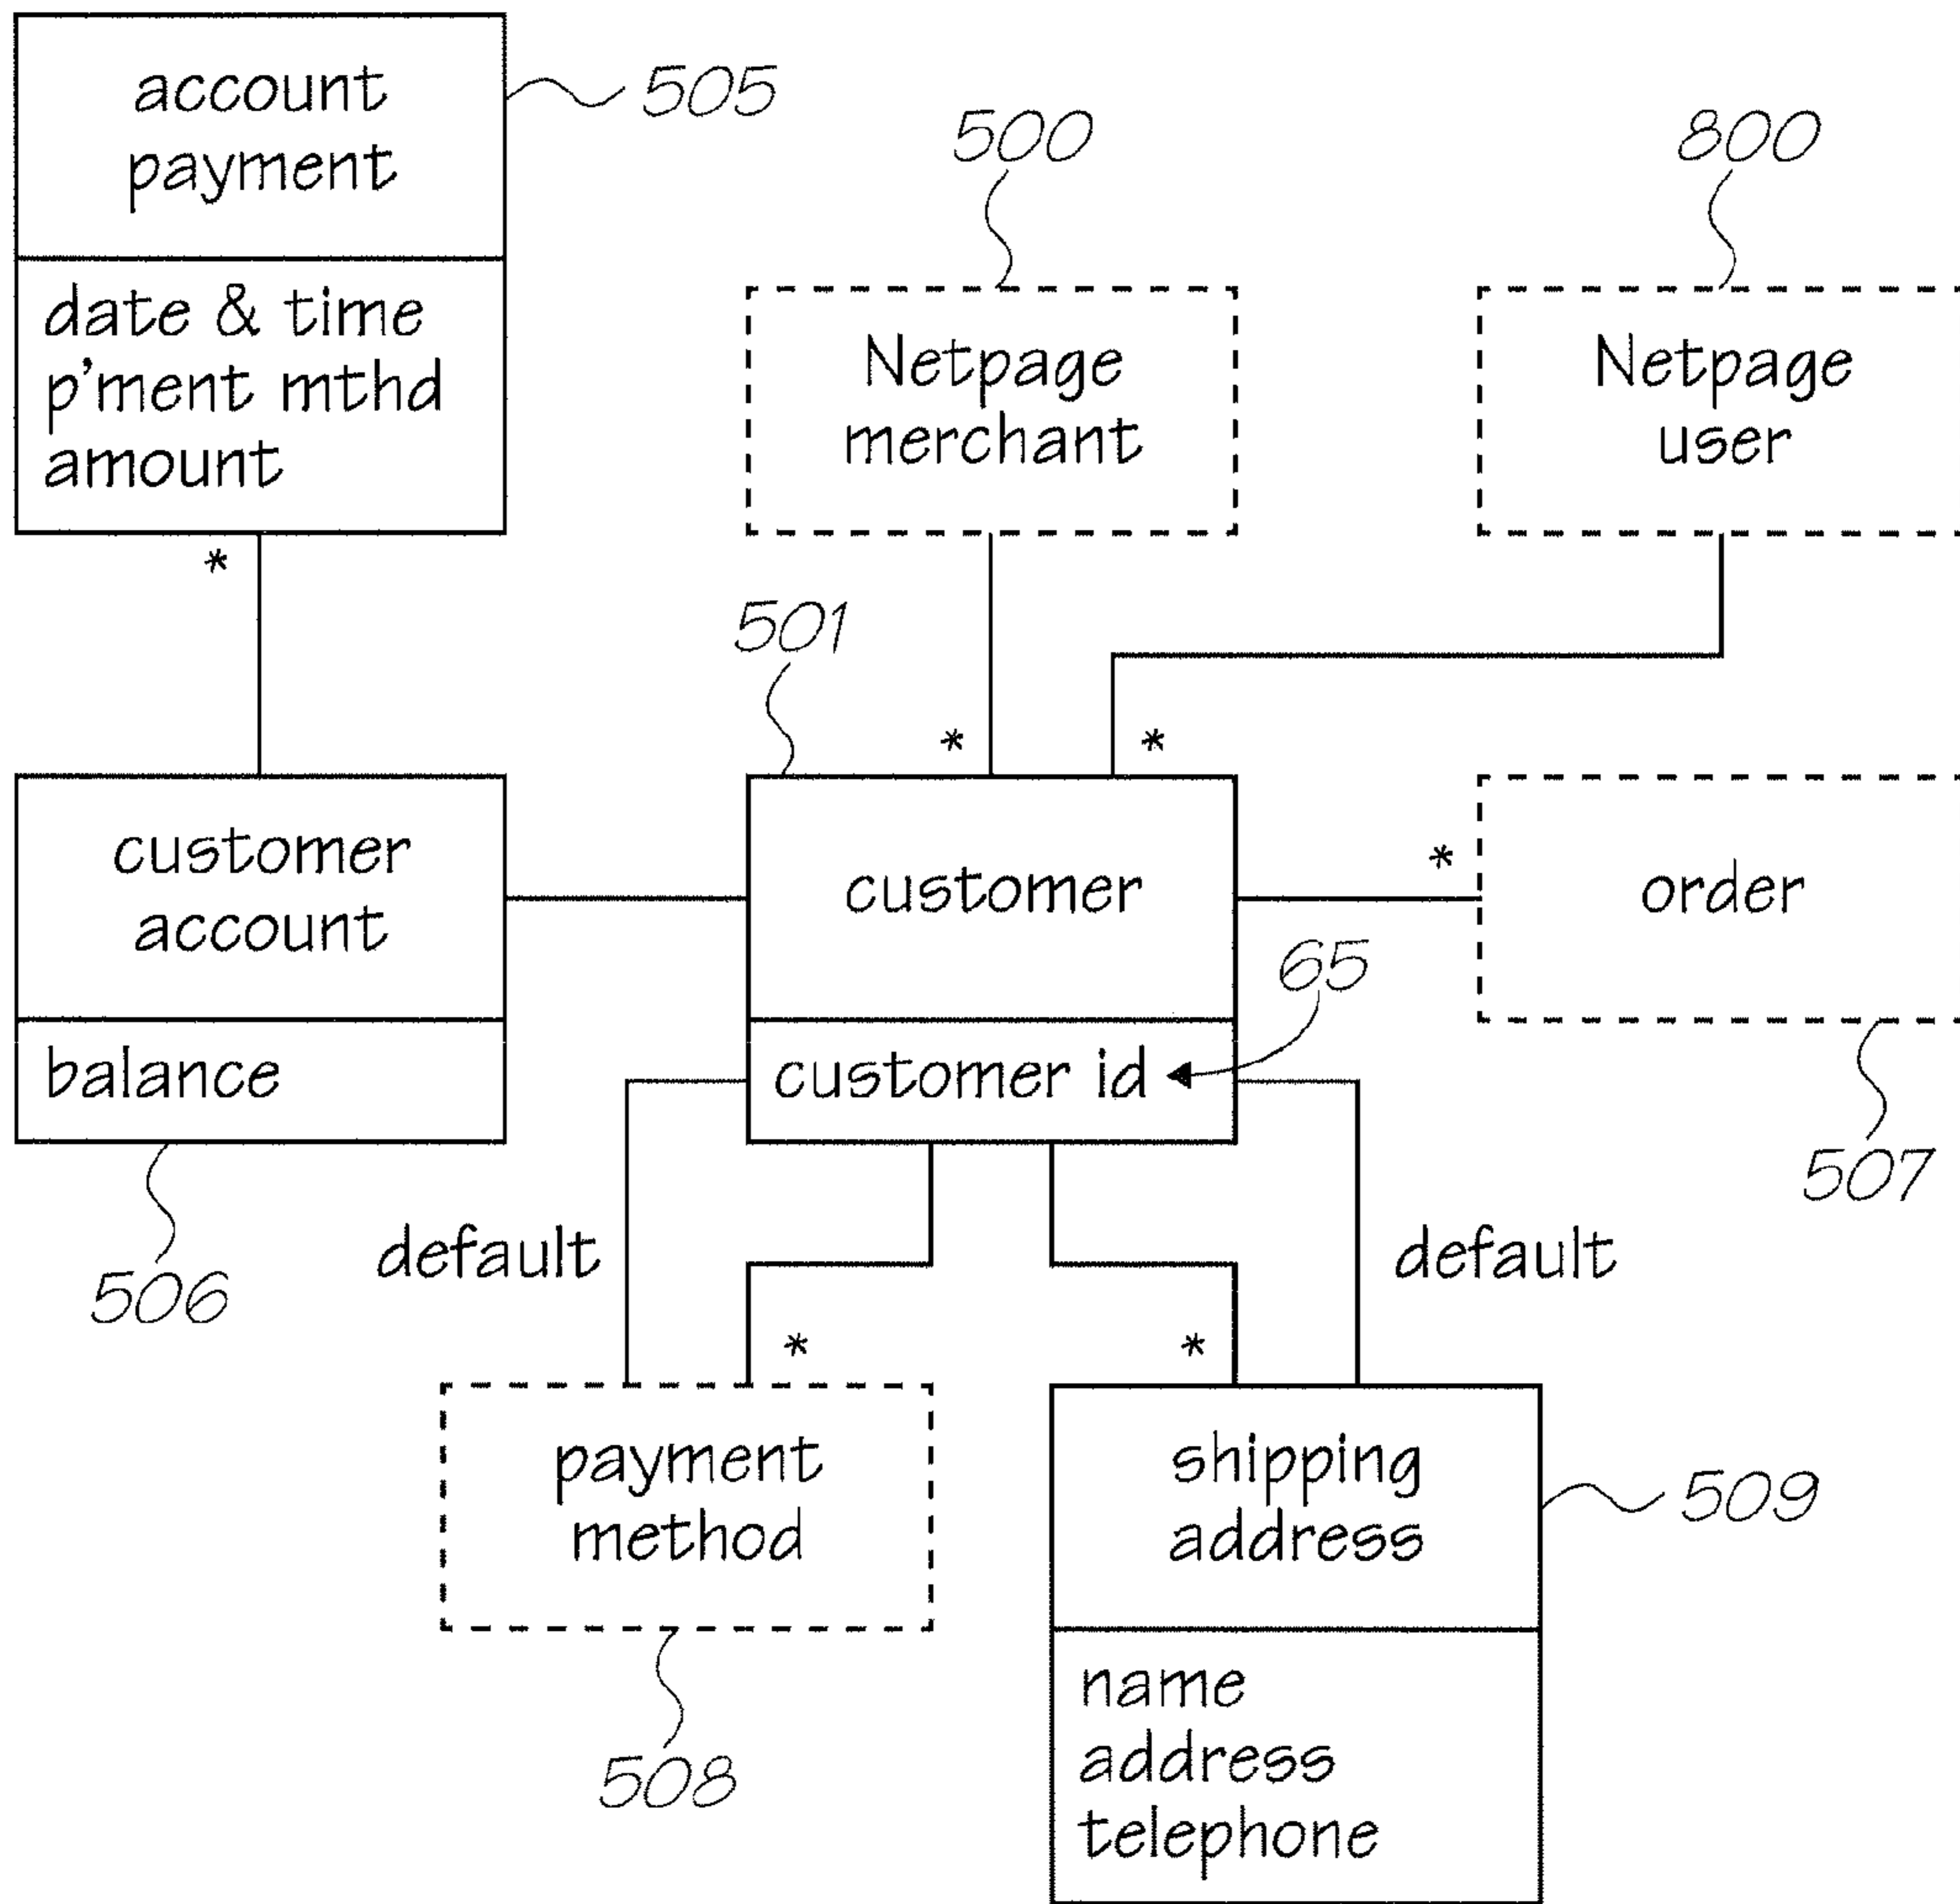 account
payment
505
date & time
p'ment mthd
amount
*
500
Netpage
merchant
800
Netpage
user
501
*
*
customer
account
balance
506
customer
customer id
65
*
order
507
default
*
payment
method
508
default
*
shipping
address
509
name
address
telephone